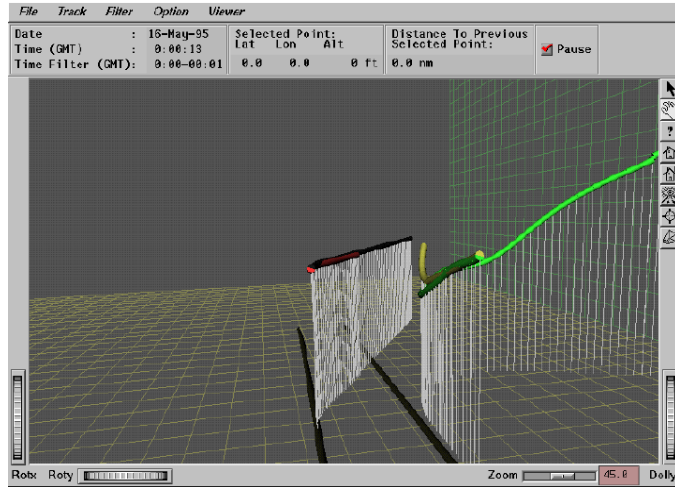 File Track Filter Option Viewer
Date : 16-May-95
Time (GMT) : 0:00:13
Time Filter (GMT): 0:00-00:01
Selected Point:
Lat Lon Alt
0.0 0.0 0 ft
Distance To Previous
Selected Point:
0.0 nm
Pause
?
Rotx Roty Zoom 45.0 Dolly